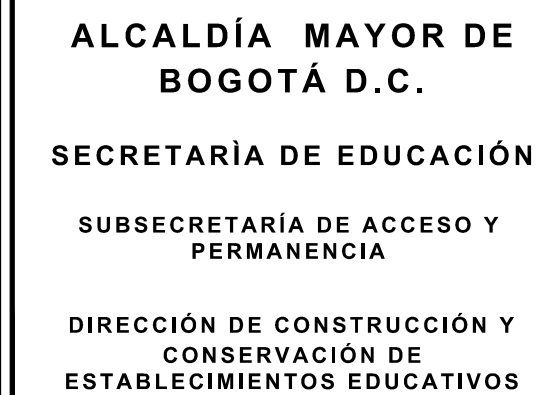 ALCALDÍA MAYOR DE
BOGOTÁ D.C.
SECRETARÌA DE EDUCACIÓN
SUBSECRETARÍA DE ACCESO Y
PERMANENCIA
DIRECCIÓN DE CONSTRUCCIÓN Y
CONSERVACIÓN DE
ESTABLECIMIENTOS EDUCATIVOS